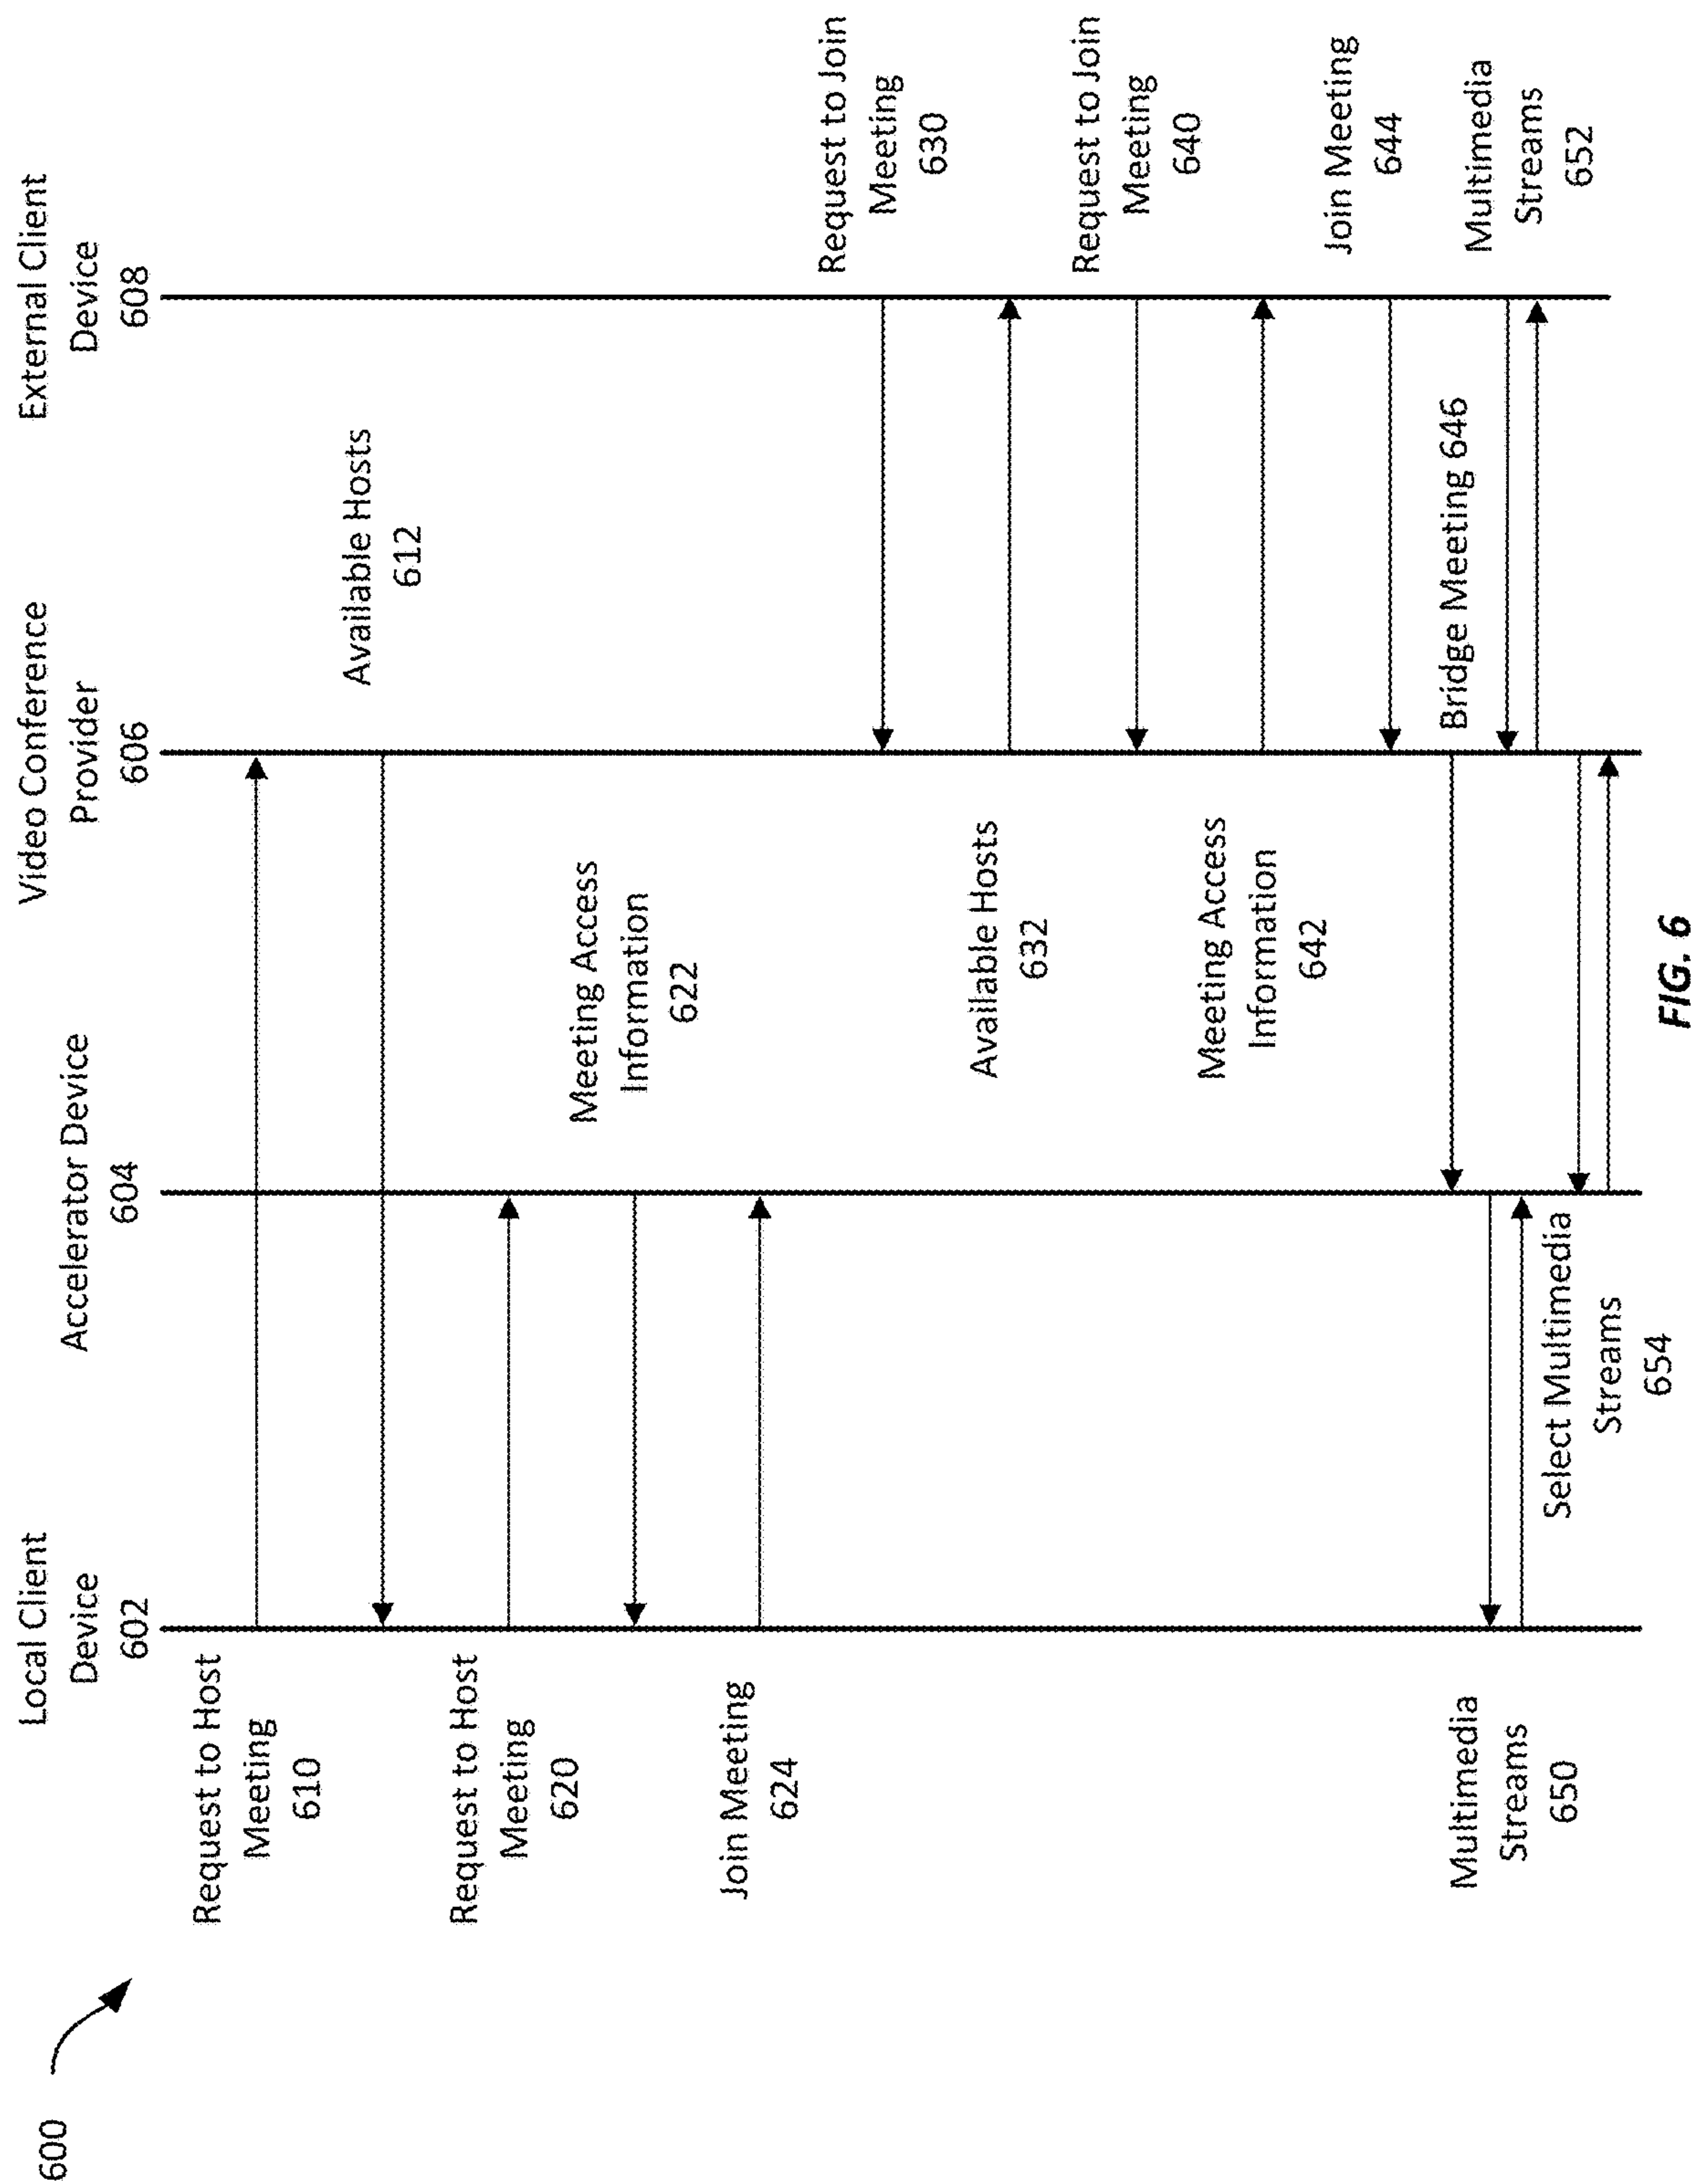 600
Local Client
Device
602
Accelerator Device
604
Video Conference
Provider
606
External Client
Device
608
Request to Host
Meeting
610
Available Hosts
612
Request to Host
Meeting
620
Meeting Access
Information
622
Join Meeting
624
Request to Join
Meeting
630
Available Hosts
632
Request to Join
Meeting
640
Meeting Access
Information
642
Join Meeting
644
Bridge Meeting 646
Multimedia
Streams
650
Multimedia
Streams
652
Select Multimedia
Streams
654
FIG. 6